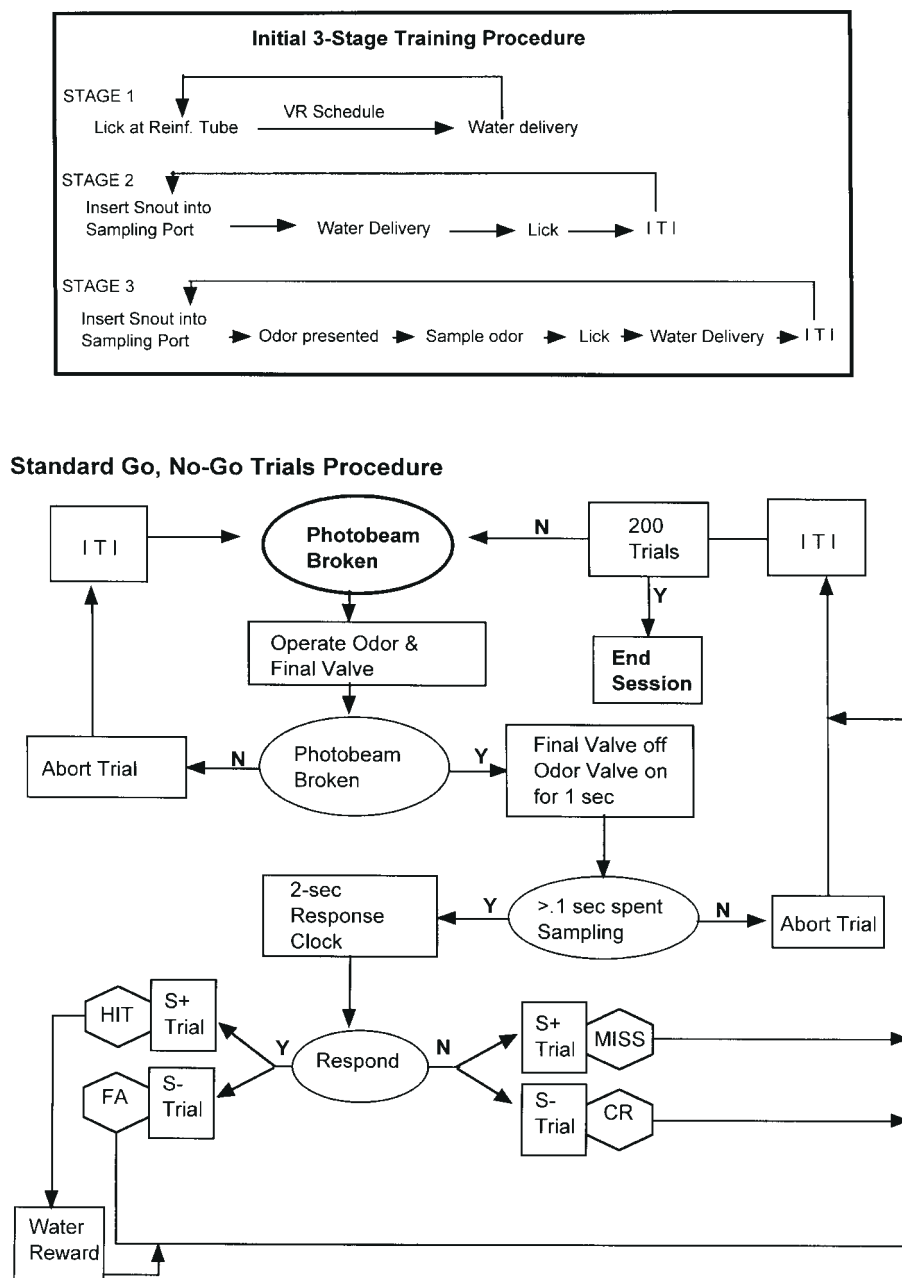 Initial 3-Stage Training Procedure
STAGE 1
VR Schedule
Lick at Reinf. Tube
Water delivery
STAGE 2
Insert Snout into
Sampling Port
Water Delivery
Lick
I T I
STAGE 3
Insert Snout into
Sampling Port
Odor presented
Sample odor
Lick
Water Delivery
I T I
Standard Go, No-Go Trials Procedure
I T I
Photobeam
Broken
N
200
Trials
I T I
Y
Operate Odor &
Final Valve
End
Session
Abort Trial
N
Photobeam
Broken
Y
Final Valve off
Odor Valve on
for 1 sec
2-sec
Response
Clock
Y
>.1 sec spent
Sampling
N
Abort Trial
HIT
S+
Trial
Y
Respond
N
S+
Trial
MISS
FA
S-
Trial
S-
Trial
CR
Water
Reward